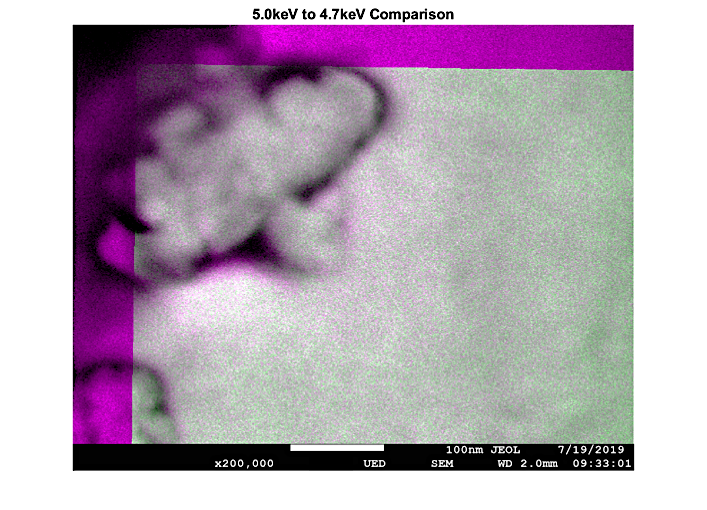 5.0keV to 4.7keV Comparison
100nm JEOL 7/19/2019
x200,000 UED SEM WD 2.0mm 09:33:01